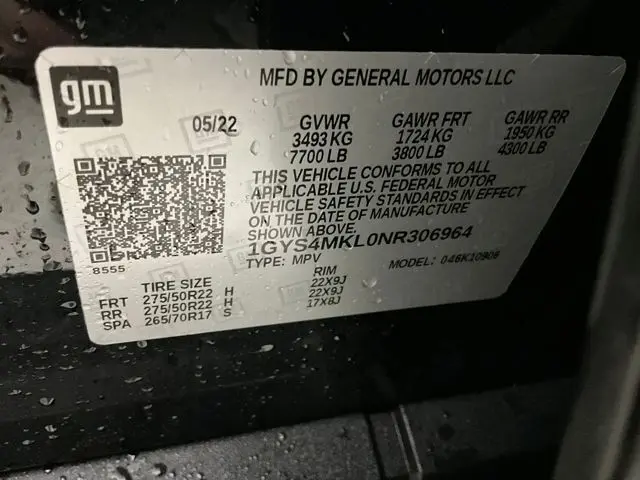 gm
MFD BY GENERAL MOTORS LLC
05/22 GVWR GAWR FRT GAWR RR
3493 KG 1724 KG 1950 KG
7700 LB 3800 LB 4300 LB
THIS VEHICLE CONFORMS TO ALL
APPLICABLE U.S. FEDERAL MOTOR
VEHICLE SAFETY STANDARDS IN EFFECT
ON THE DATE OF MANUFACTURE
SHOWN ABOVE.
1GYS4MKL0NR306964
TYPE: MPV MODEL: 046K10906
8555
TIRE SIZE RIM
FRT 275/50R22 H 22X9J
RR 275/50R22 H 22X9J
SPA 265/70R17 S 17X8J